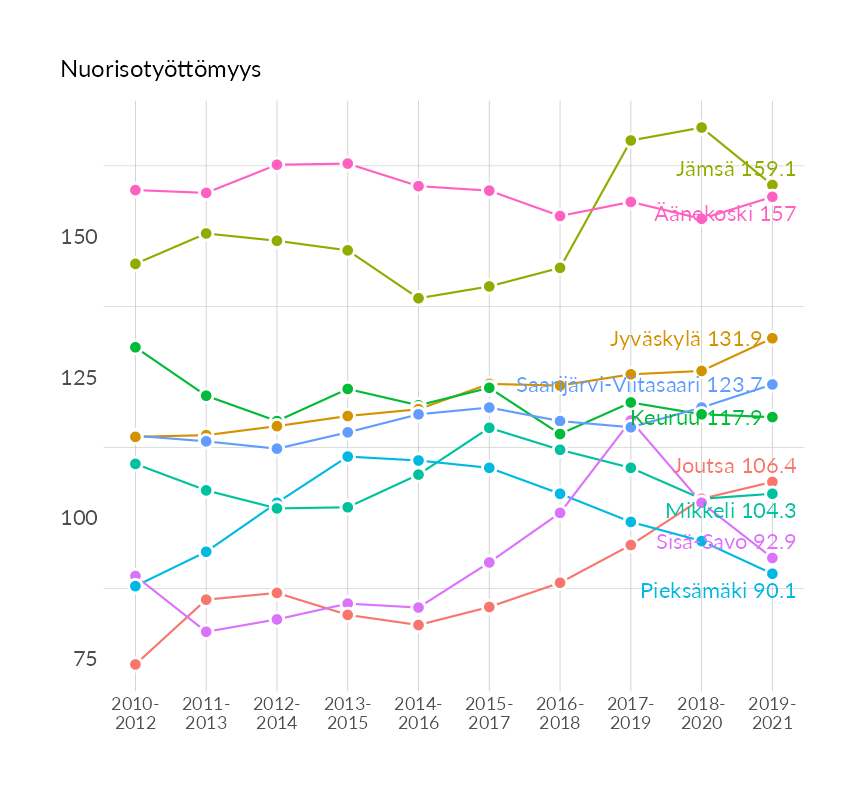 Nuorisotyöttömyys
Jämsä 159.1
Äänekoski 157
150
Jyväskylä 131.9
125
Saarijärvi-Viitasaari 123.7
Keuruu 117.9
Joutsa 106.4
100
Mikkeli 104.3
Sisä-Savo 92.9
Pieksämäki 90.1
75
2010- 2011- 2012- 2013- 2014- 2015- 2016- 2017- 2018- 2019-
2012 2013 2014 2015 2016 2017 2018 2019 2020 2021